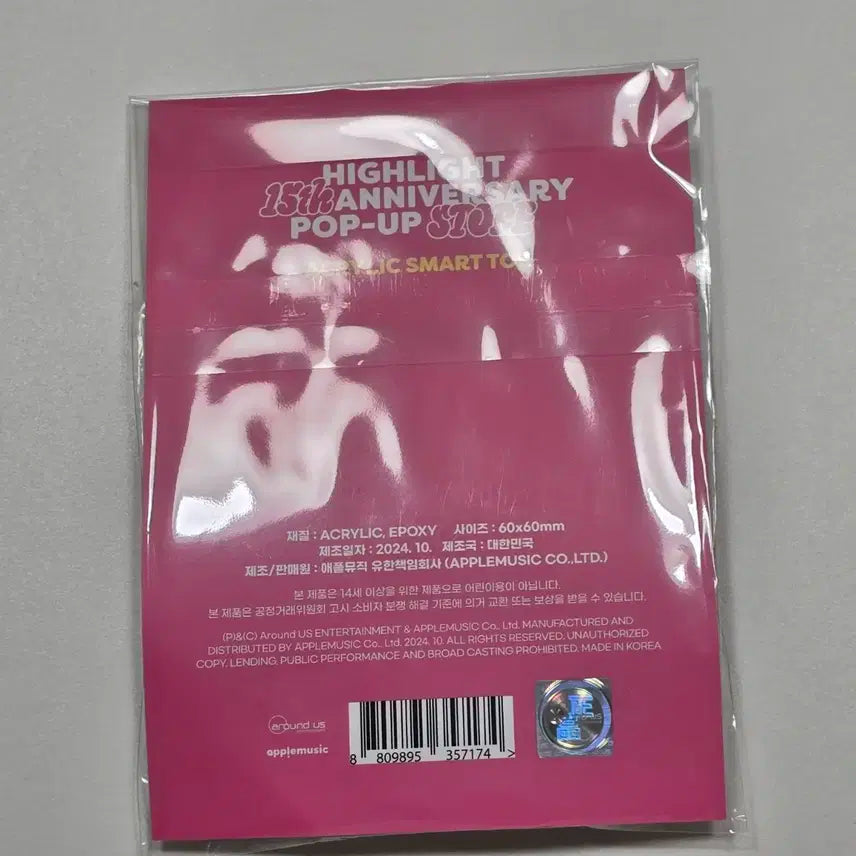 HIGHLIGHT
15th ANNIVERSARY
POP-UP STORE
ACRYLIC SMART TOK
재질 : ACRYLIC, EPOXY 사이즈 : 60x60mm
제조일자 : 2024. 10. 제조국 : 대한민국
제조/판매원 : 애플뮤직 유한책임회사 (APPLEMUSIC CO.,LTD.)
본 제품은 14세 이상을 위한 제품으로 어린이용이 아닙니다.
본 제품은 공정거래위원회 고시 소비자 분쟁 해결 기준에 의거 교환 또는 보상을 받을 수 있습니다.
(P)&(C) Around US ENTERTAINMENT & APPLEMUSIC Co., Ltd. MANUFACTURED AND
DISTRIBUTED BY APPLEMUSIC Co., Ltd. 2024. 10. ALL RIGHTS RESERVED. UNAUTHORIZED
COPY, LENDING, PUBLIC PERFORMANCE AND BROAD CASTING PROHIBITED. MADE IN KOREA
around us
applemusic
8 809895 357174 >